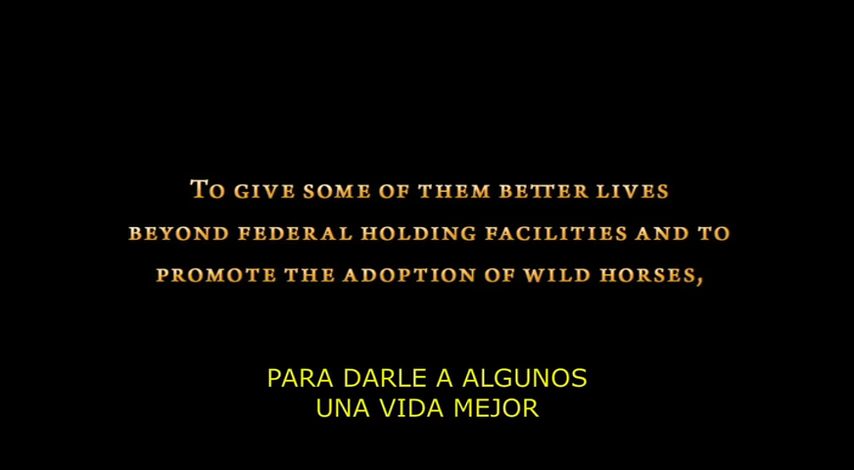 To give some of them better lives
beyond federal holding facilities and to
promote the adoption of wild horses,
PARA DARLE A ALGUNOS
UNA VIDA MEJOR